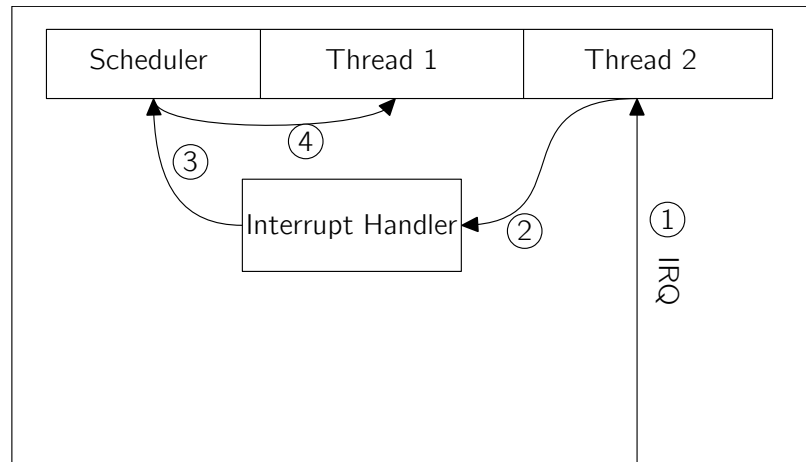 Scheduler
Thread 1
Thread 2
4
3
Interrupt Handler
2
1
IRQ